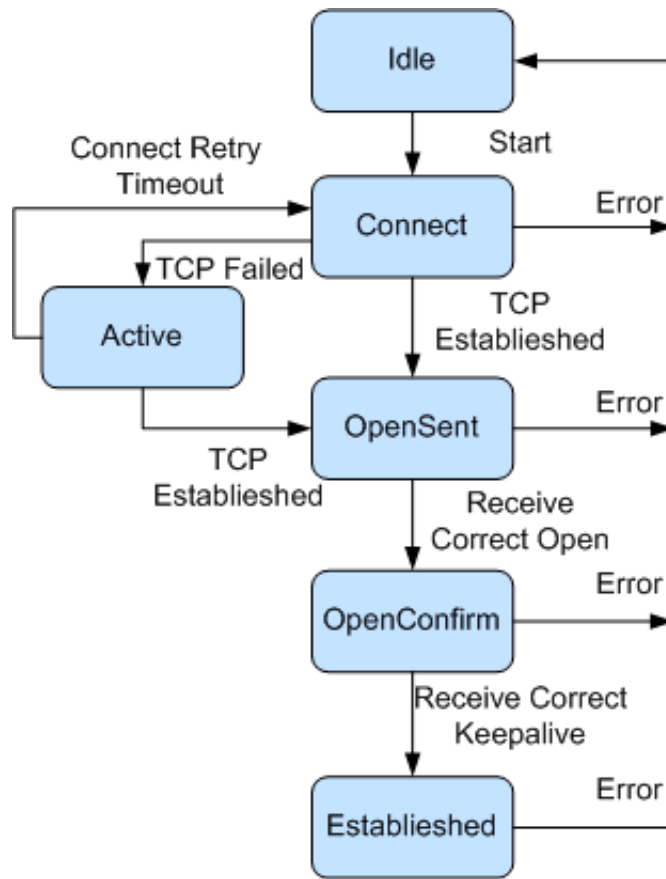 Idle
Start
Connect Retry
Timeout
Connect
Error
TCP Failed
TCP
Establieshed
Active
OpenSent
Error
TCP
Establieshed
Receive
Correct Open
OpenConfirm
Error
Receive Correct
Keepalive
Establieshed
Error